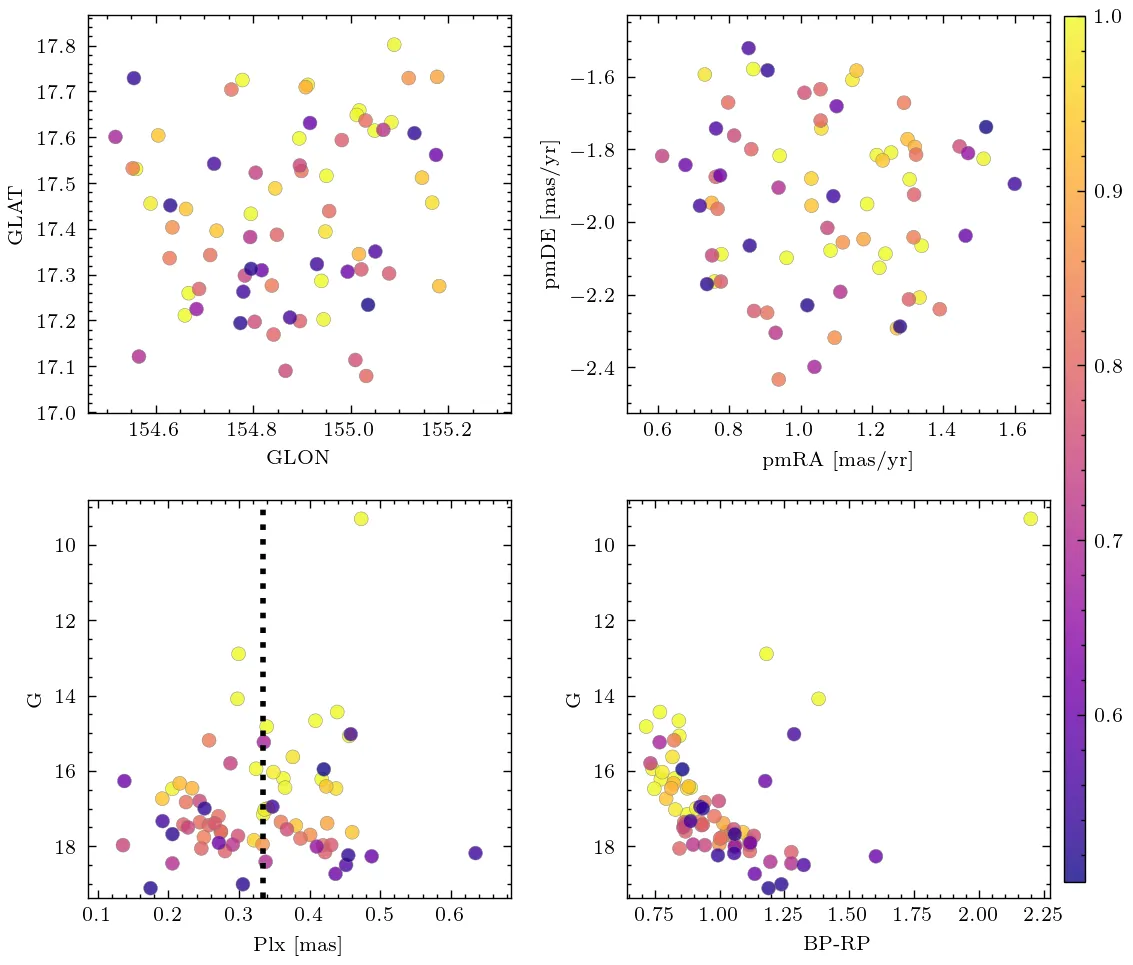 17.8
17.7
17.6
17.5
17.4
17.3
17.2
17.1
17.0
GLAT
154.6 154.8 155.0 155.2
GLON
−1.6
−1.8
−2.0
−2.2
−2.4
pmDE [mas/yr]
0.6 0.8 1.0 1.2 1.4 1.6
pmRA [mas/yr]
1.0
0.9
0.8
0.7
0.6
10
12
14
16
18
G
0.1 0.2 0.3 0.4 0.5 0.6
Plx [mas]
10
12
14
16
18
G
0.75 1.00 1.25 1.50 1.75 2.00 2.25
BP-RP